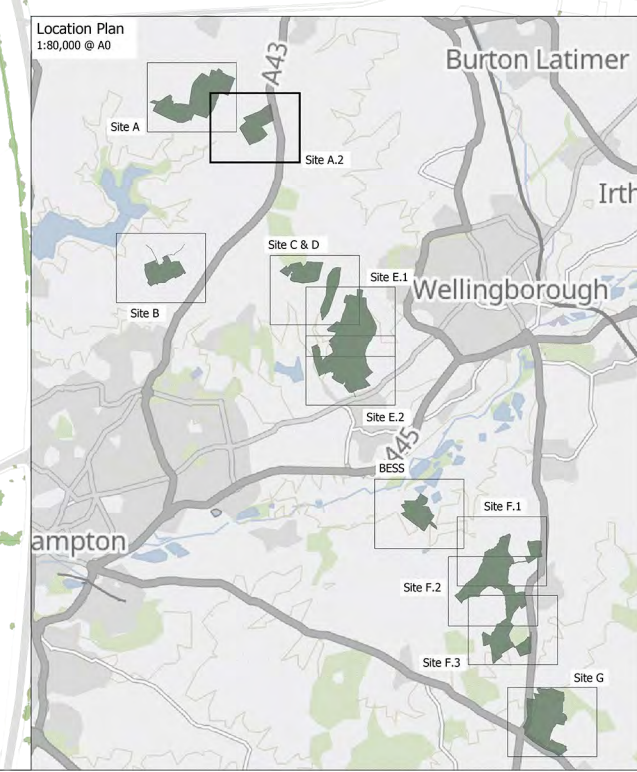 Location Plan
1:80,000 @ A0
A43
Burton Latimer
Site A
Site A.2
Irth
Site C & D
Site E.1
Wellingborough
Site B
Site E.2
A45
BESS
Site F.1
ampton
Site F.2
Site F.3
Site G